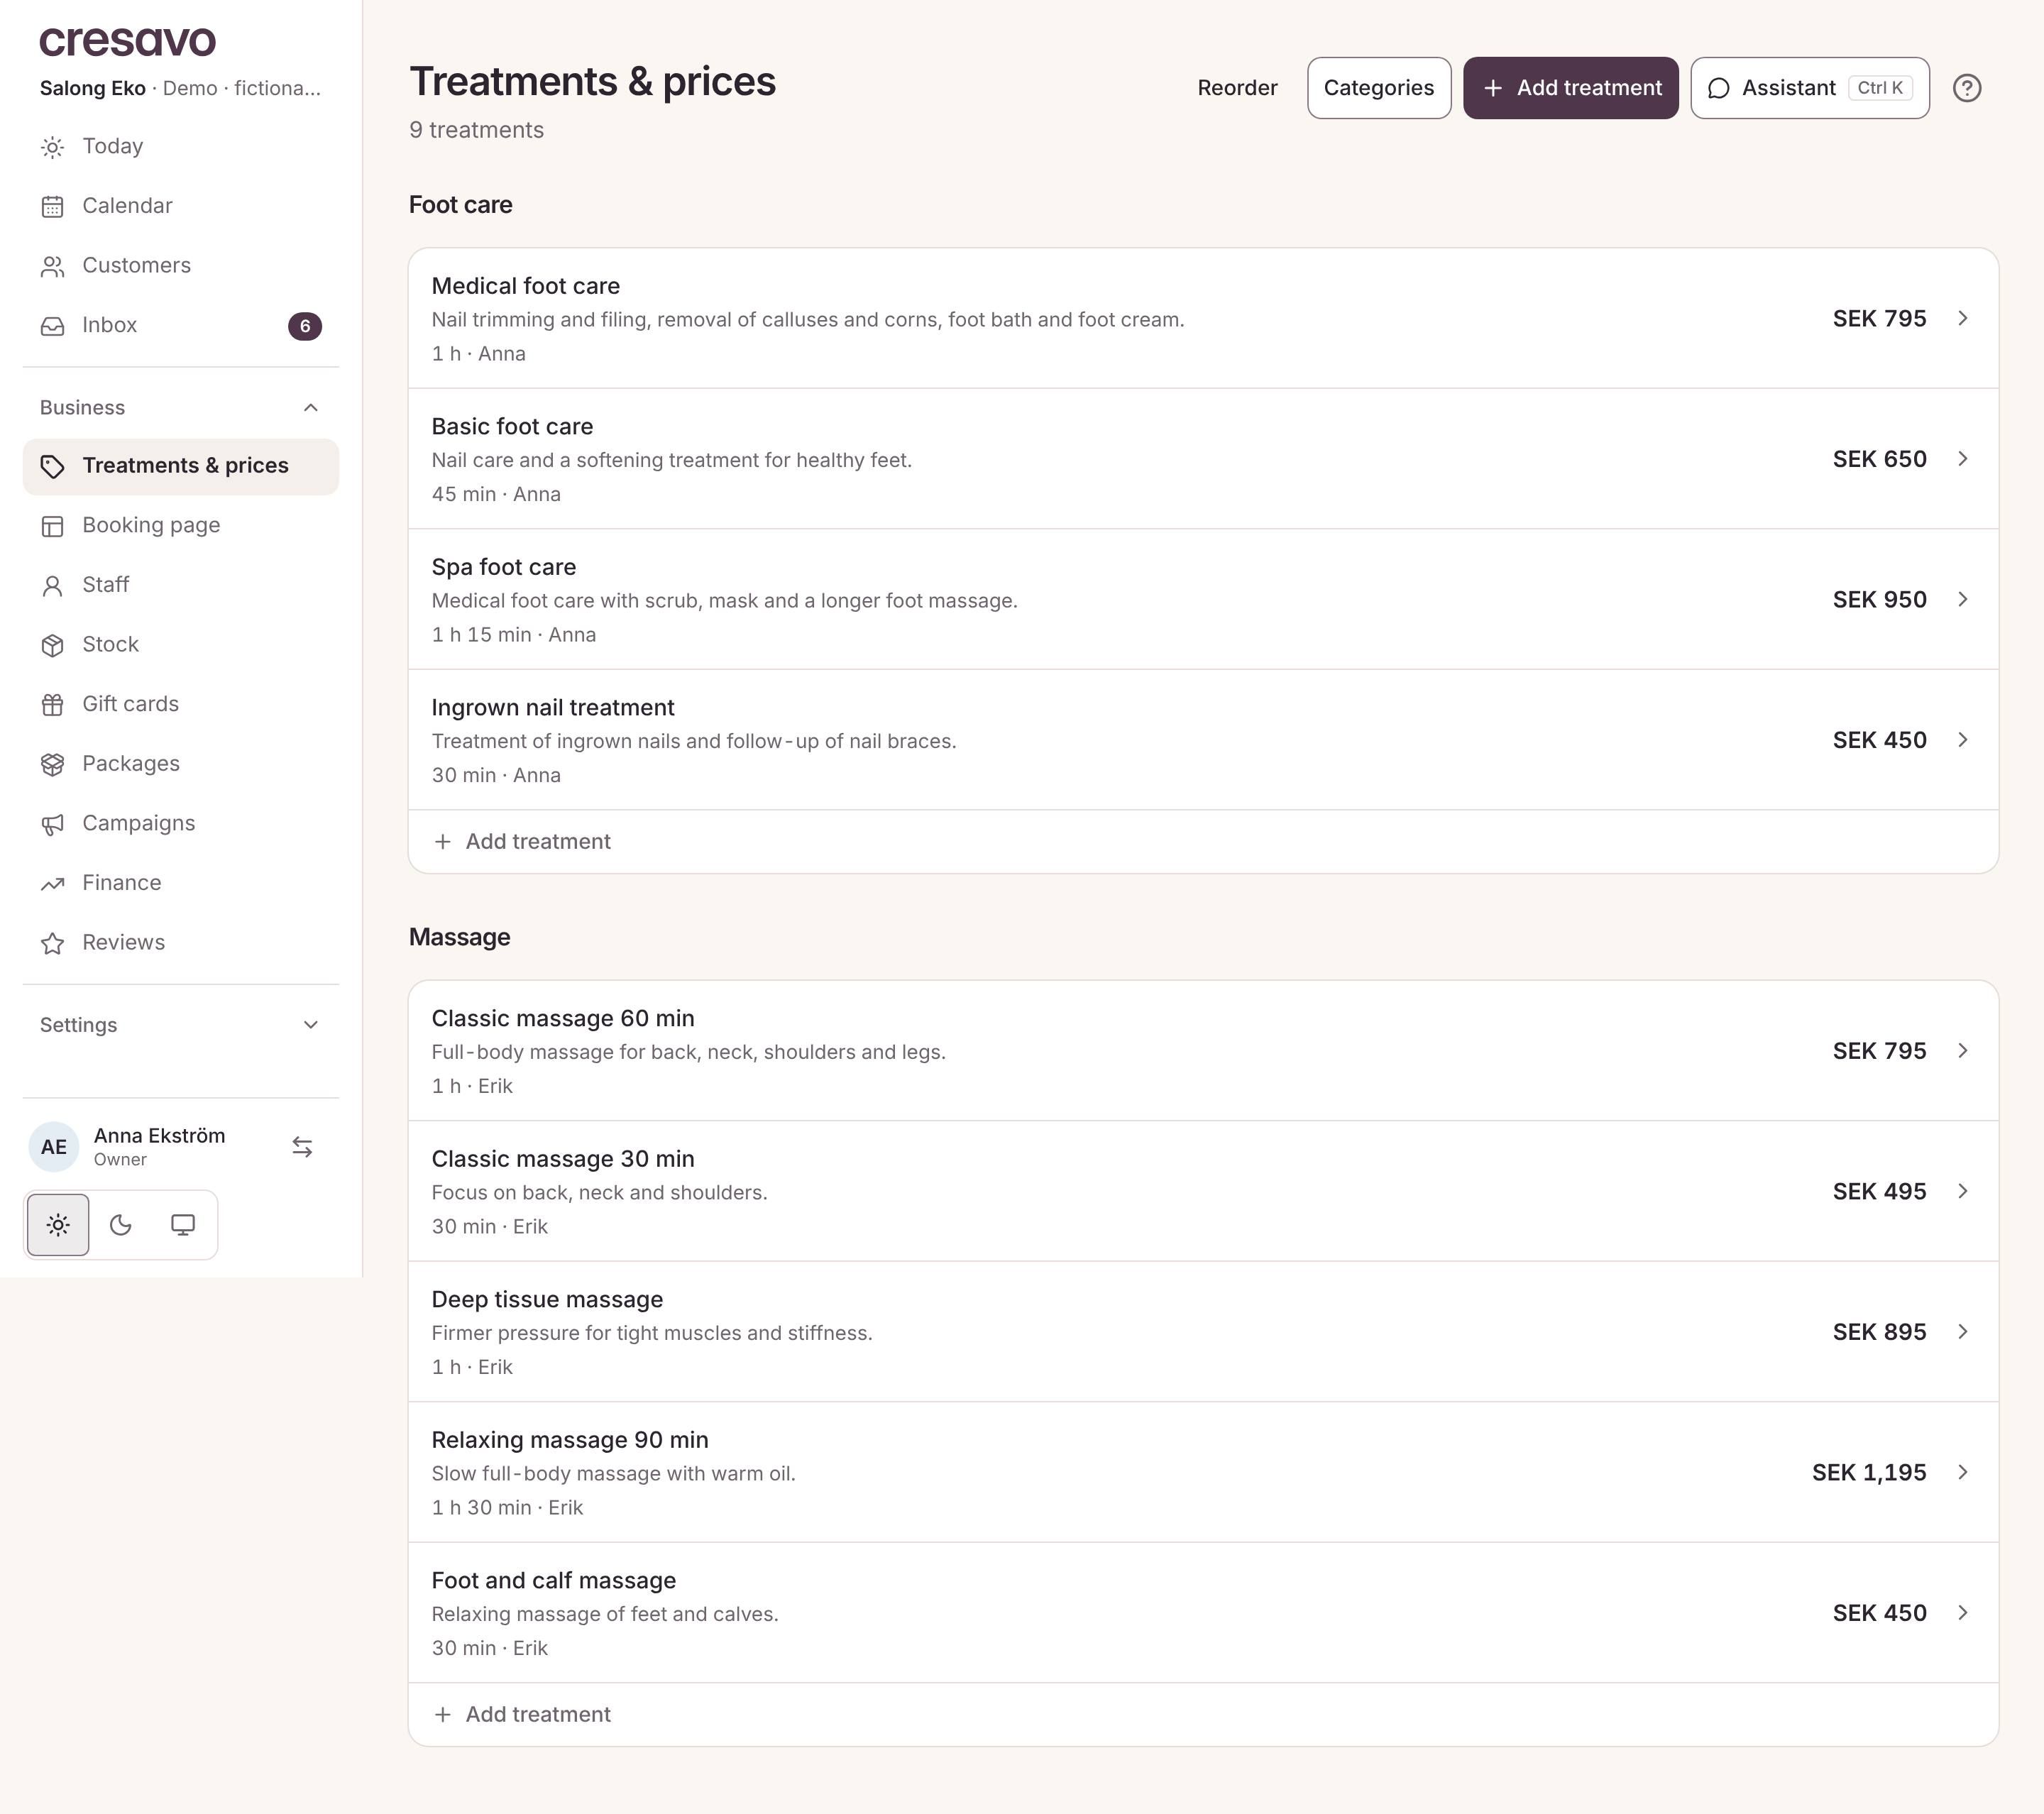 cresavo
Salong Eko · Demo · fictiona...
Today
Calendar
Customers
Inbox
6
Business
Treatments & prices
Booking page
Staff
Stock
Gift cards
Packages
Campaigns
Finance
Reviews
Settings
AE
Anna Ekström
Owner
Treatments & prices
9 treatments
Reorder
Categories
Add treatment
Assistant
Ctrl K
Foot care
Medical foot care
Nail trimming and filing, removal of calluses and corns, foot bath and foot cream.
1 h · Anna
SEK 795
Basic foot care
Nail care and a softening treatment for healthy feet.
45 min · Anna
SEK 650
Spa foot care
Medical foot care with scrub, mask and a longer foot massage.
1 h 15 min · Anna
SEK 950
Ingrown nail treatment
Treatment of ingrown nails and follow-up of nail braces.
30 min · Anna
SEK 450
Add treatment
Massage
Classic massage 60 min
Full-body massage for back, neck, shoulders and legs.
1 h · Erik
SEK 795
Classic massage 30 min
Focus on back, neck and shoulders.
30 min · Erik
SEK 495
Deep tissue massage
Firmer pressure for tight muscles and stiffness.
1 h · Erik
SEK 895
Relaxing massage 90 min
Slow full-body massage with warm oil.
1 h 30 min · Erik
SEK 1,195
Foot and calf massage
Relaxing massage of feet and calves.
30 min · Erik
SEK 450
Add treatment